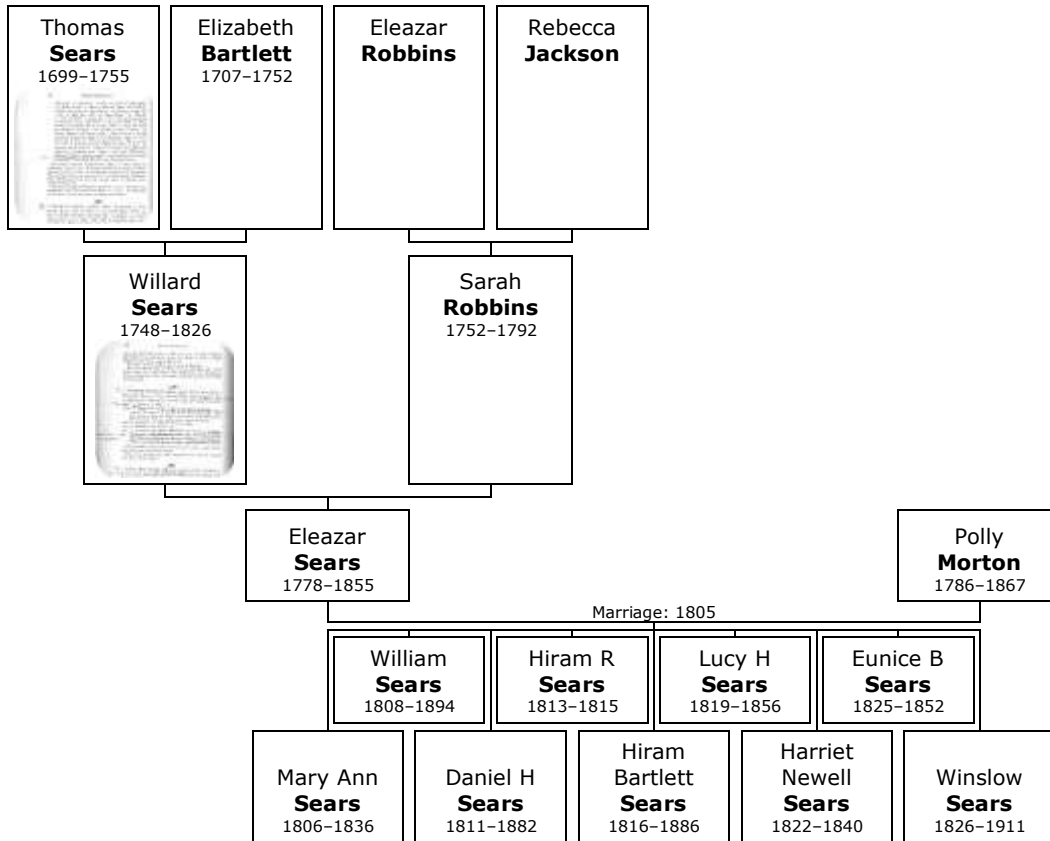 Thomas
Sears
1699–1755
Elizabeth
Bartlett
1707–1752
Eleazar
Robbins
Rebecca
Jackson
Willard
Sears
1748–1826
Sarah
Robbins
1752–1792
Eleazar
Sears
1778–1855
Polly
Morton
1786–1867
Marriage: 1805
William
Sears
1808–1894
Hiram R
Sears
1813–1815
Lucy H
Sears
1819–1856
Eunice B
Sears
1825–1852
Mary Ann
Sears
1806–1836
Daniel H
Sears
1811–1882
Hiram
Bartlett
Sears
1816–1886
Harriet
Newell
Sears
1822–1840
Winslow
Sears
1826–1911